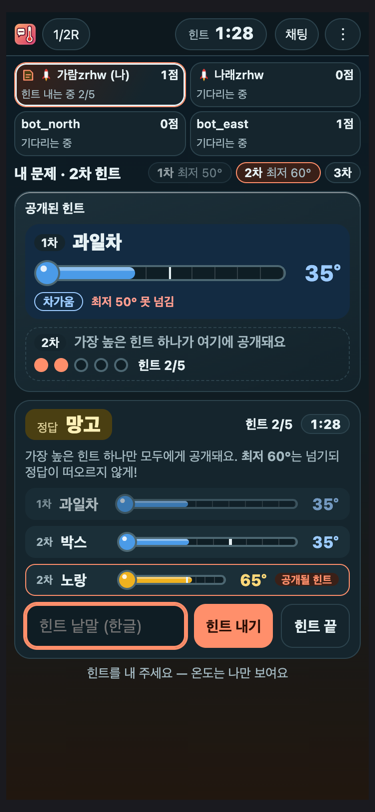 1/2R 힌트 1:28 채팅
가람zrhw (나) 1점
힌트 내는 중 2/5
나래zrhw 0점
기다리는 중
bot_north 0점
기다리는 중
bot_east 1점
기다리는 중
내 문제 · 2차 힌트 1차 최저 50° 2차 최저 60° 3차
공개된 힌트
1차 과일차
35°
차가움 최저 50° 못 넘김
2차 가장 높은 힌트 하나가 여기에 공개돼요
힌트 2/5
정답 망고 힌트 2/5 1:28
가장 높은 힌트 하나만 모두에게 공개돼요. 최저 60°는 넘기되
정답이 떠오르지 않게!
1차 과일차 35°
2차 박스 35°
2차 노랑 65° 공개될 힌트
힌트 낱말 (한글) 힌트 내기 힌트 끝
힌트를 내 주세요 — 온도는 나만 보여요